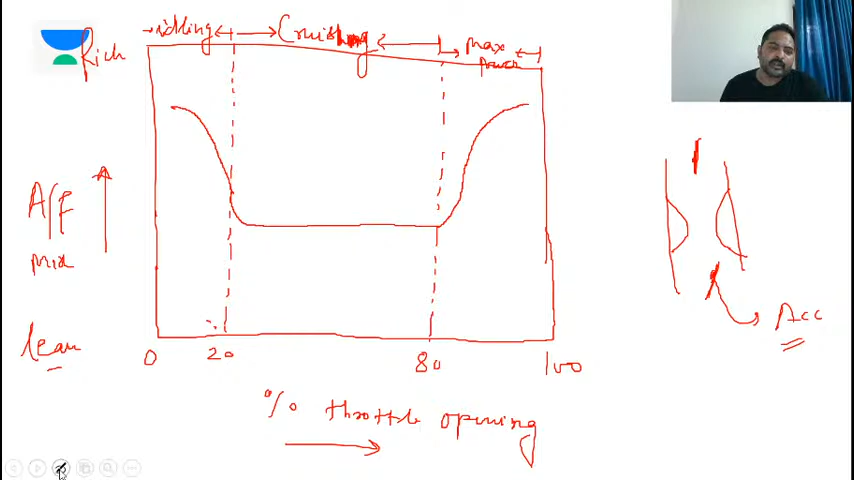 idling Cruising max
power
Rich
A/F
mix
lean
0 20 80 100
% throttle opening
Acc